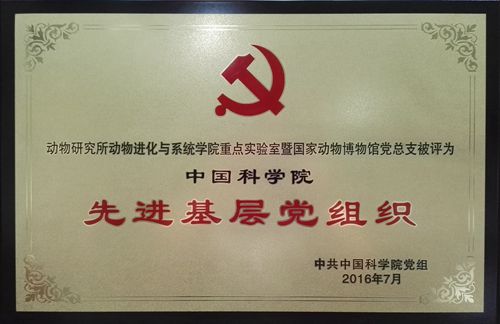 动物研究所动物进化与系统学院重点实验室暨国家动物博物馆党总支被评为
中国科学院
先进基层党组织
中共中国科学院党组
2016年7月